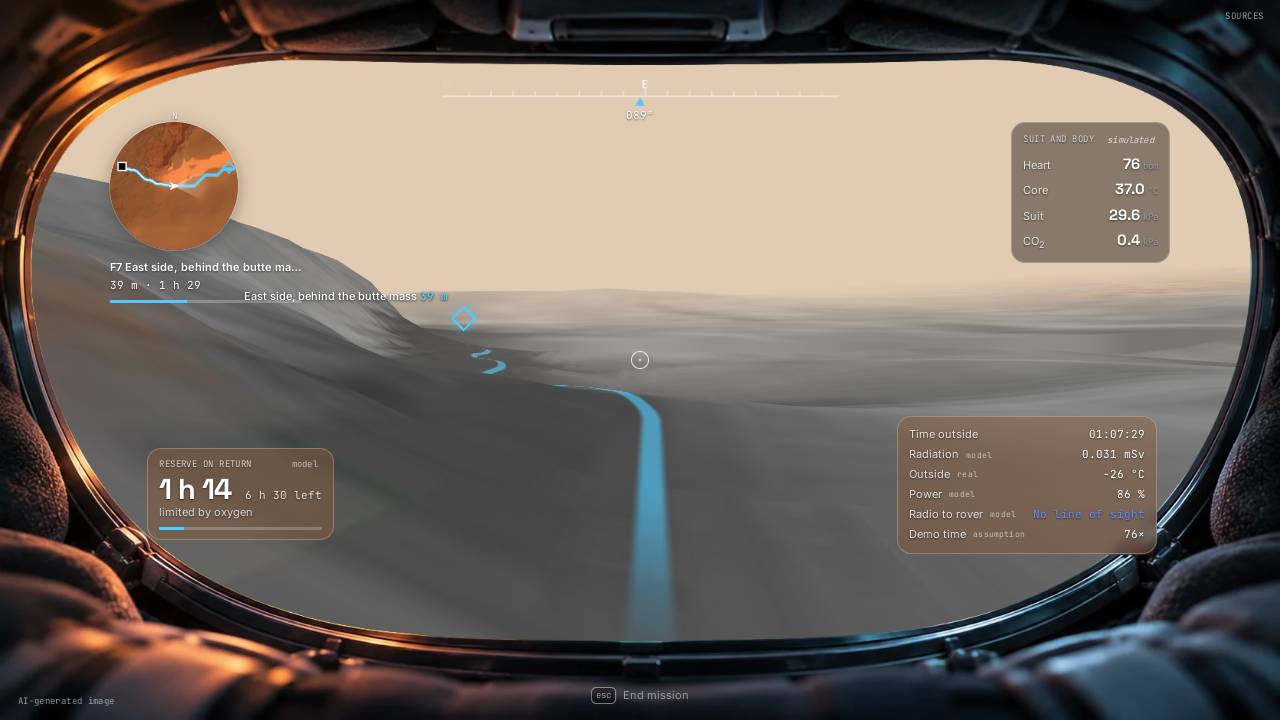 SOURCES
E
089°
N
SUIT AND BODY simulated
Heart 76 bpm
Core 37.0 °C
Suit 29.6 kPa
CO2 0.4 kPa
F7 East side, behind the butte ma...
39 m · 1 h 29
East side, behind the butte mass 39 m
RESERVE ON RETURN model
1 h 14 6 h 30 left
limited by oxygen
Time outside 01:07:29
Radiation model 0.031 mSv
Outside real -26 °C
Power model 86 %
Radio to rover model No line of sight
Demo time assumption 76×
esc End mission
AI-generated image